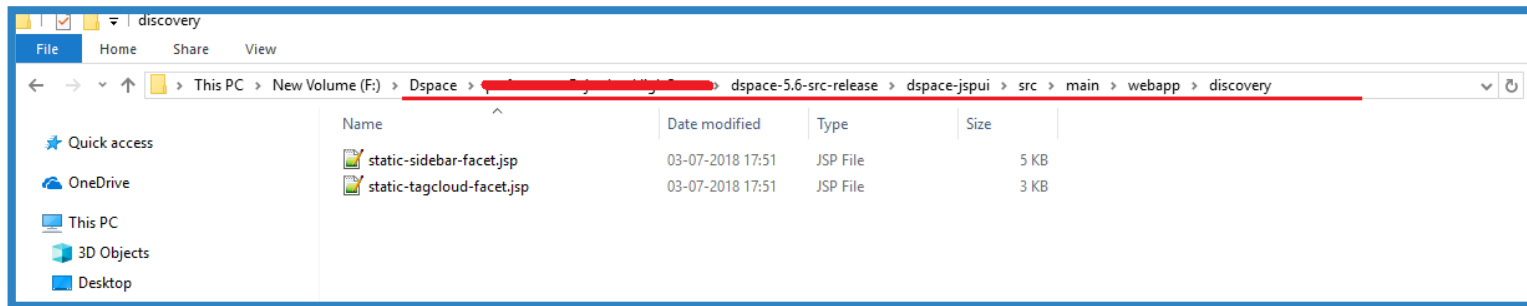 discovery
File Home Share View
This PC > New Volume (F:) > Dspace > > dspace-5.6-src-release > dspace-jspui > src > main > webapp > discovery
Name Date modified Type Size
Quick access
static-sidebar-facet.jsp 03-07-2018 17:51 JSP File 5 KB
OneDrive
static-tagcloud-facet.jsp 03-07-2018 17:51 JSP File 3 KB
This PC
3D Objects
Desktop